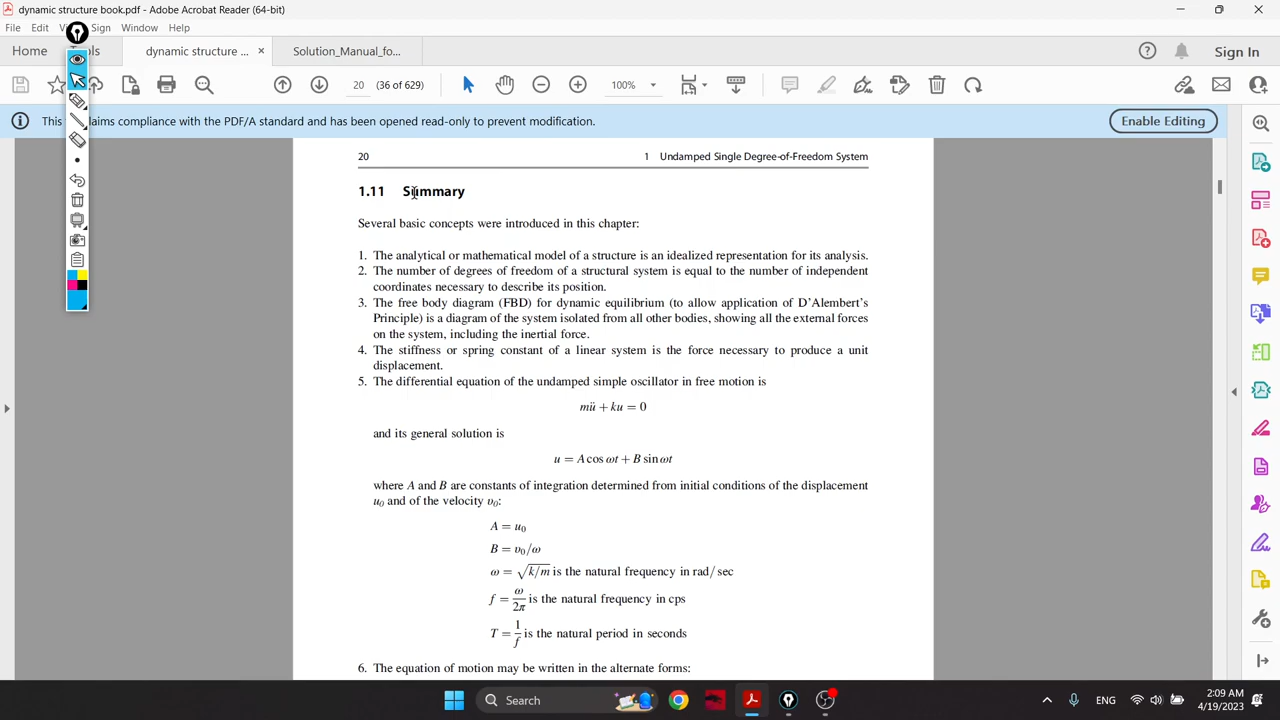 dynamic structure book.pdf - Adobe Acrobat Reader (64-bit)
File Edit Sign Window Help
Home dynamic structure ... Solution_Manual_fo... Sign In
20 (36 of 629) 100%
This claims compliance with the PDF/A standard and has been opened read-only to prevent modification. Enable Editing
20 1 Undamped Single Degree-of-Freedom System
1.11 Summary
Several basic concepts were introduced in this chapter:
1. The analytical or mathematical model of a structure is an idealized representation for its analysis.
2. The number of degrees of freedom of a structural system is equal to the number of independent
coordinates necessary to describe its position.
3. The free body diagram (FBD) for dynamic equilibrium (to allow application of D'Alembert's
Principle) is a diagram of the system isolated from all other bodies, showing all the external forces
on the system, including the inertial force.
4. The stiffness or spring constant of a linear system is the force necessary to produce a unit
displacement.
5. The differential equation of the undamped simple oscillator in free motion is
mü + ku = 0
and its general solution is
u = A cos ωt + B sin ωt
where A and B are constants of integration determined from initial conditions of the displacement
u₀ and of the velocity υ₀:
A = u₀
B = υ₀/ω
ω = √k/m is the natural frequency in rad/ sec
f = ω/2π is the natural frequency in cps
T = 1/f is the natural period in seconds
6. The equation of motion may be written in the alternate forms:
Search ENG 2:09 AM
4/19/2023